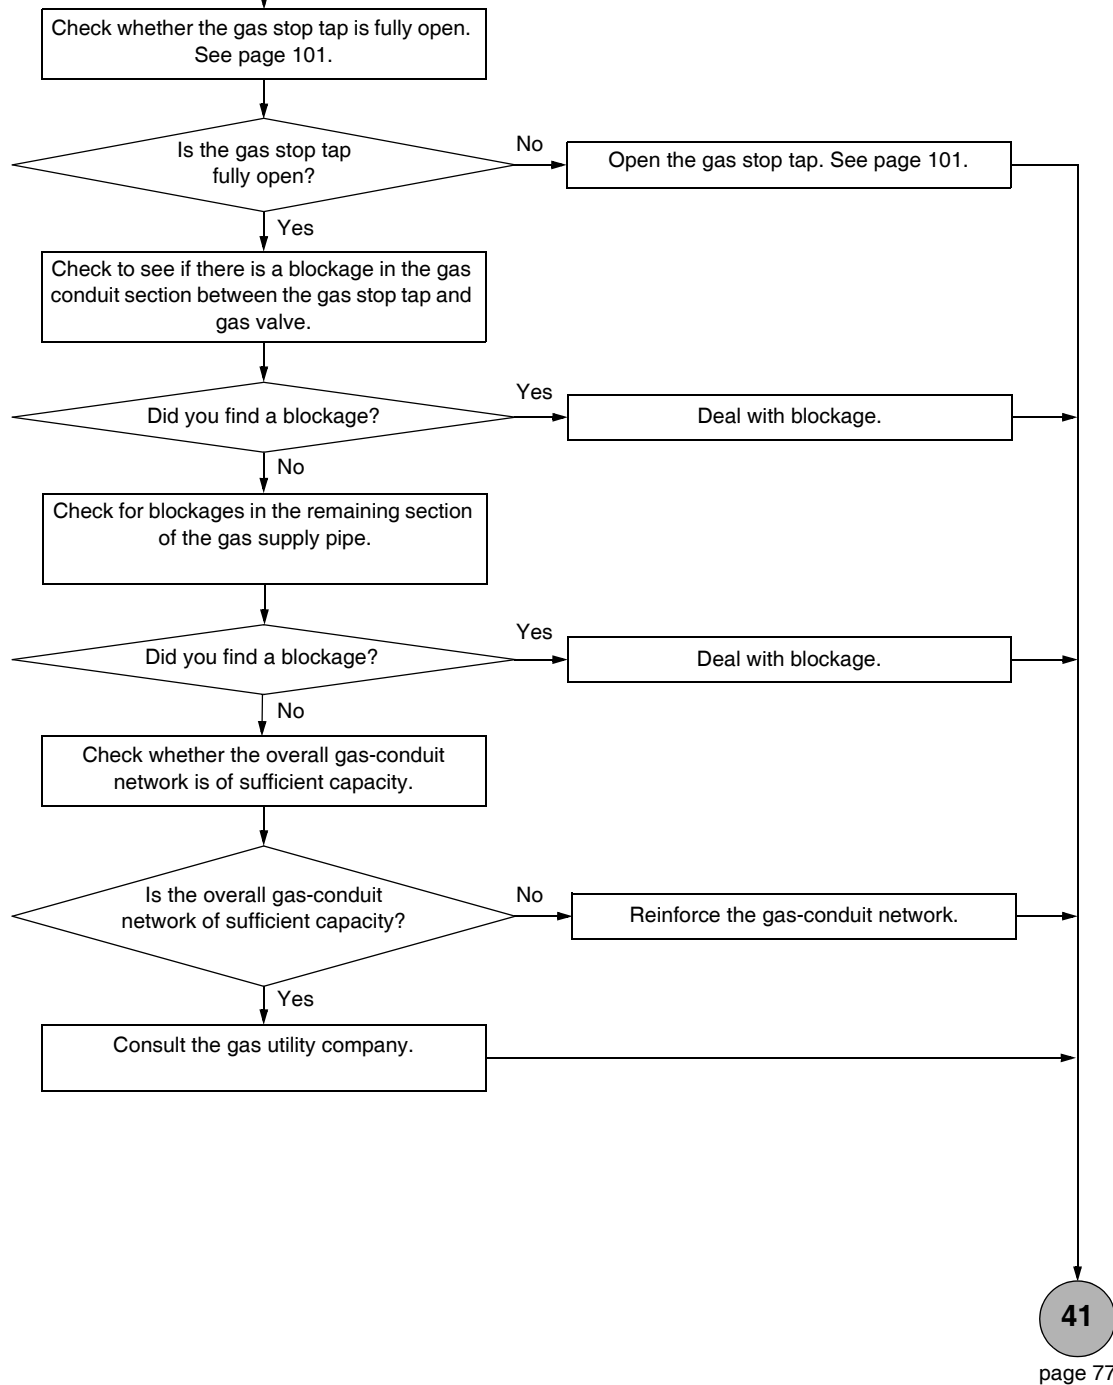 Check whether the gas stop tap is fully open.
See page 101.
Is the gas stop tap
fully open?
No
Open the gas stop tap. See page 101.
Yes
Check to see if there is a blockage in the gas
conduit section between the gas stop tap and
gas valve.
Did you find a blockage?
Yes
Deal with blockage.
No
Check for blockages in the remaining section
of the gas supply pipe.
Did you find a blockage?
Yes
Deal with blockage.
No
Check whether the overall gas-conduit
network is of sufficient capacity.
Is the overall gas-conduit
network of sufficient capacity?
No
Reinforce the gas-conduit network.
Yes
Consult the gas utility company.
41
page 77